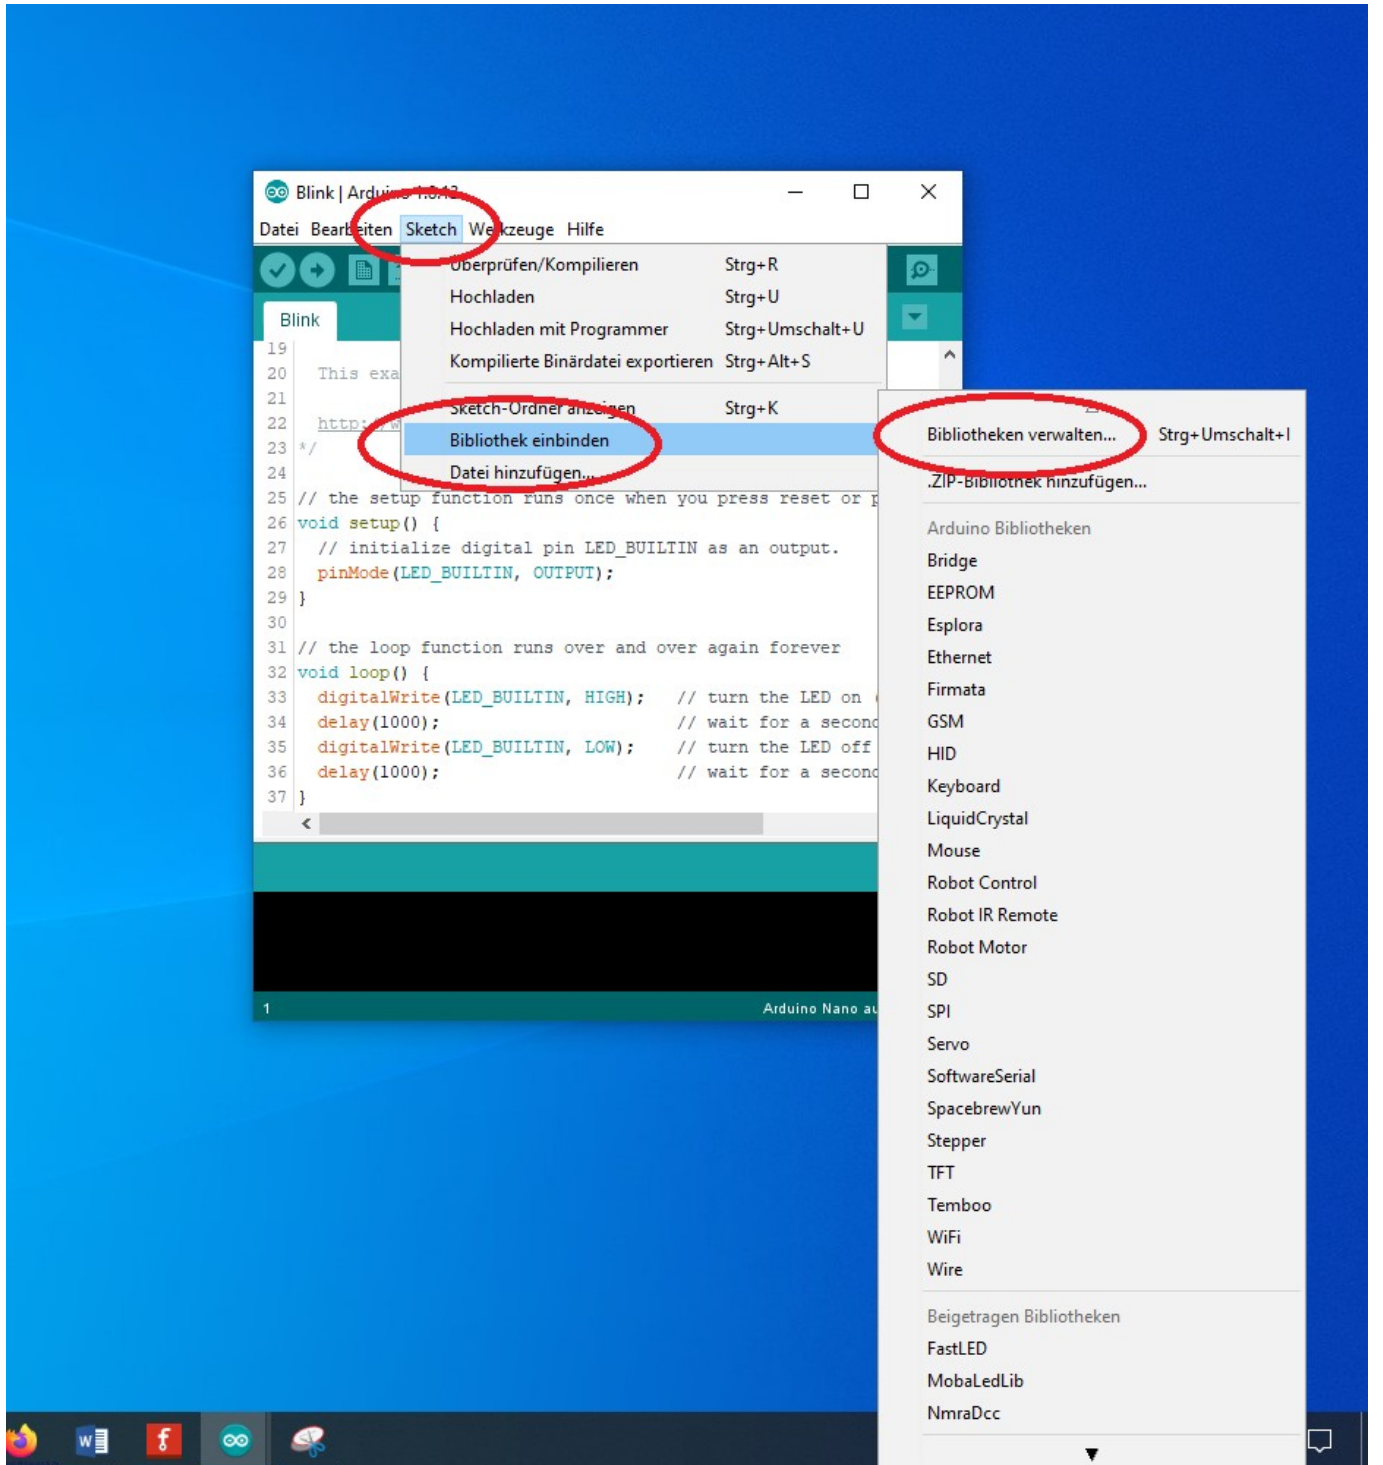 Blink | Arduino 1.8.13
Datei Bearbeiten Sketch Werkzeuge Hilfe
Überprüfen/Kompilieren Strg+R
Hochladen Strg+U
Hochladen mit Programmer Strg+Umschalt+U
Kompilierte Binärdatei exportieren Strg+Alt+S
Sketch-Ordner anzeigen Strg+K
Bibliothek einbinden
Datei hinzufügen...
Blink
19
20 This exa
21
22 http://w
23 */
24
25 // the setup function runs once when you press reset or p
26 void setup() {
27 // initialize digital pin LED_BUILTIN as an output.
28 pinMode(LED_BUILTIN, OUTPUT);
29 }
30
31 // the loop function runs over and over again forever
32 void loop() {
33 digitalWrite(LED_BUILTIN, HIGH); // turn the LED on (
34 delay(1000); // wait for a second
35 digitalWrite(LED_BUILTIN, LOW); // turn the LED off
36 delay(1000); // wait for a second
37 }
1 Arduino Nano au
Bibliotheken verwalten... Strg+Umschalt+I
.ZIP-Bibliothek hinzufügen...
Arduino Bibliotheken
Bridge
EEPROM
Esplora
Ethernet
Firmata
GSM
HID
Keyboard
LiquidCrystal
Mouse
Robot Control
Robot IR Remote
Robot Motor
SD
SPI
Servo
SoftwareSerial
SpacebrewYun
Stepper
TFT
Temboo
WiFi
Wire
Beigetragen Bibliotheken
FastLED
MobaLedLib
NmraDcc